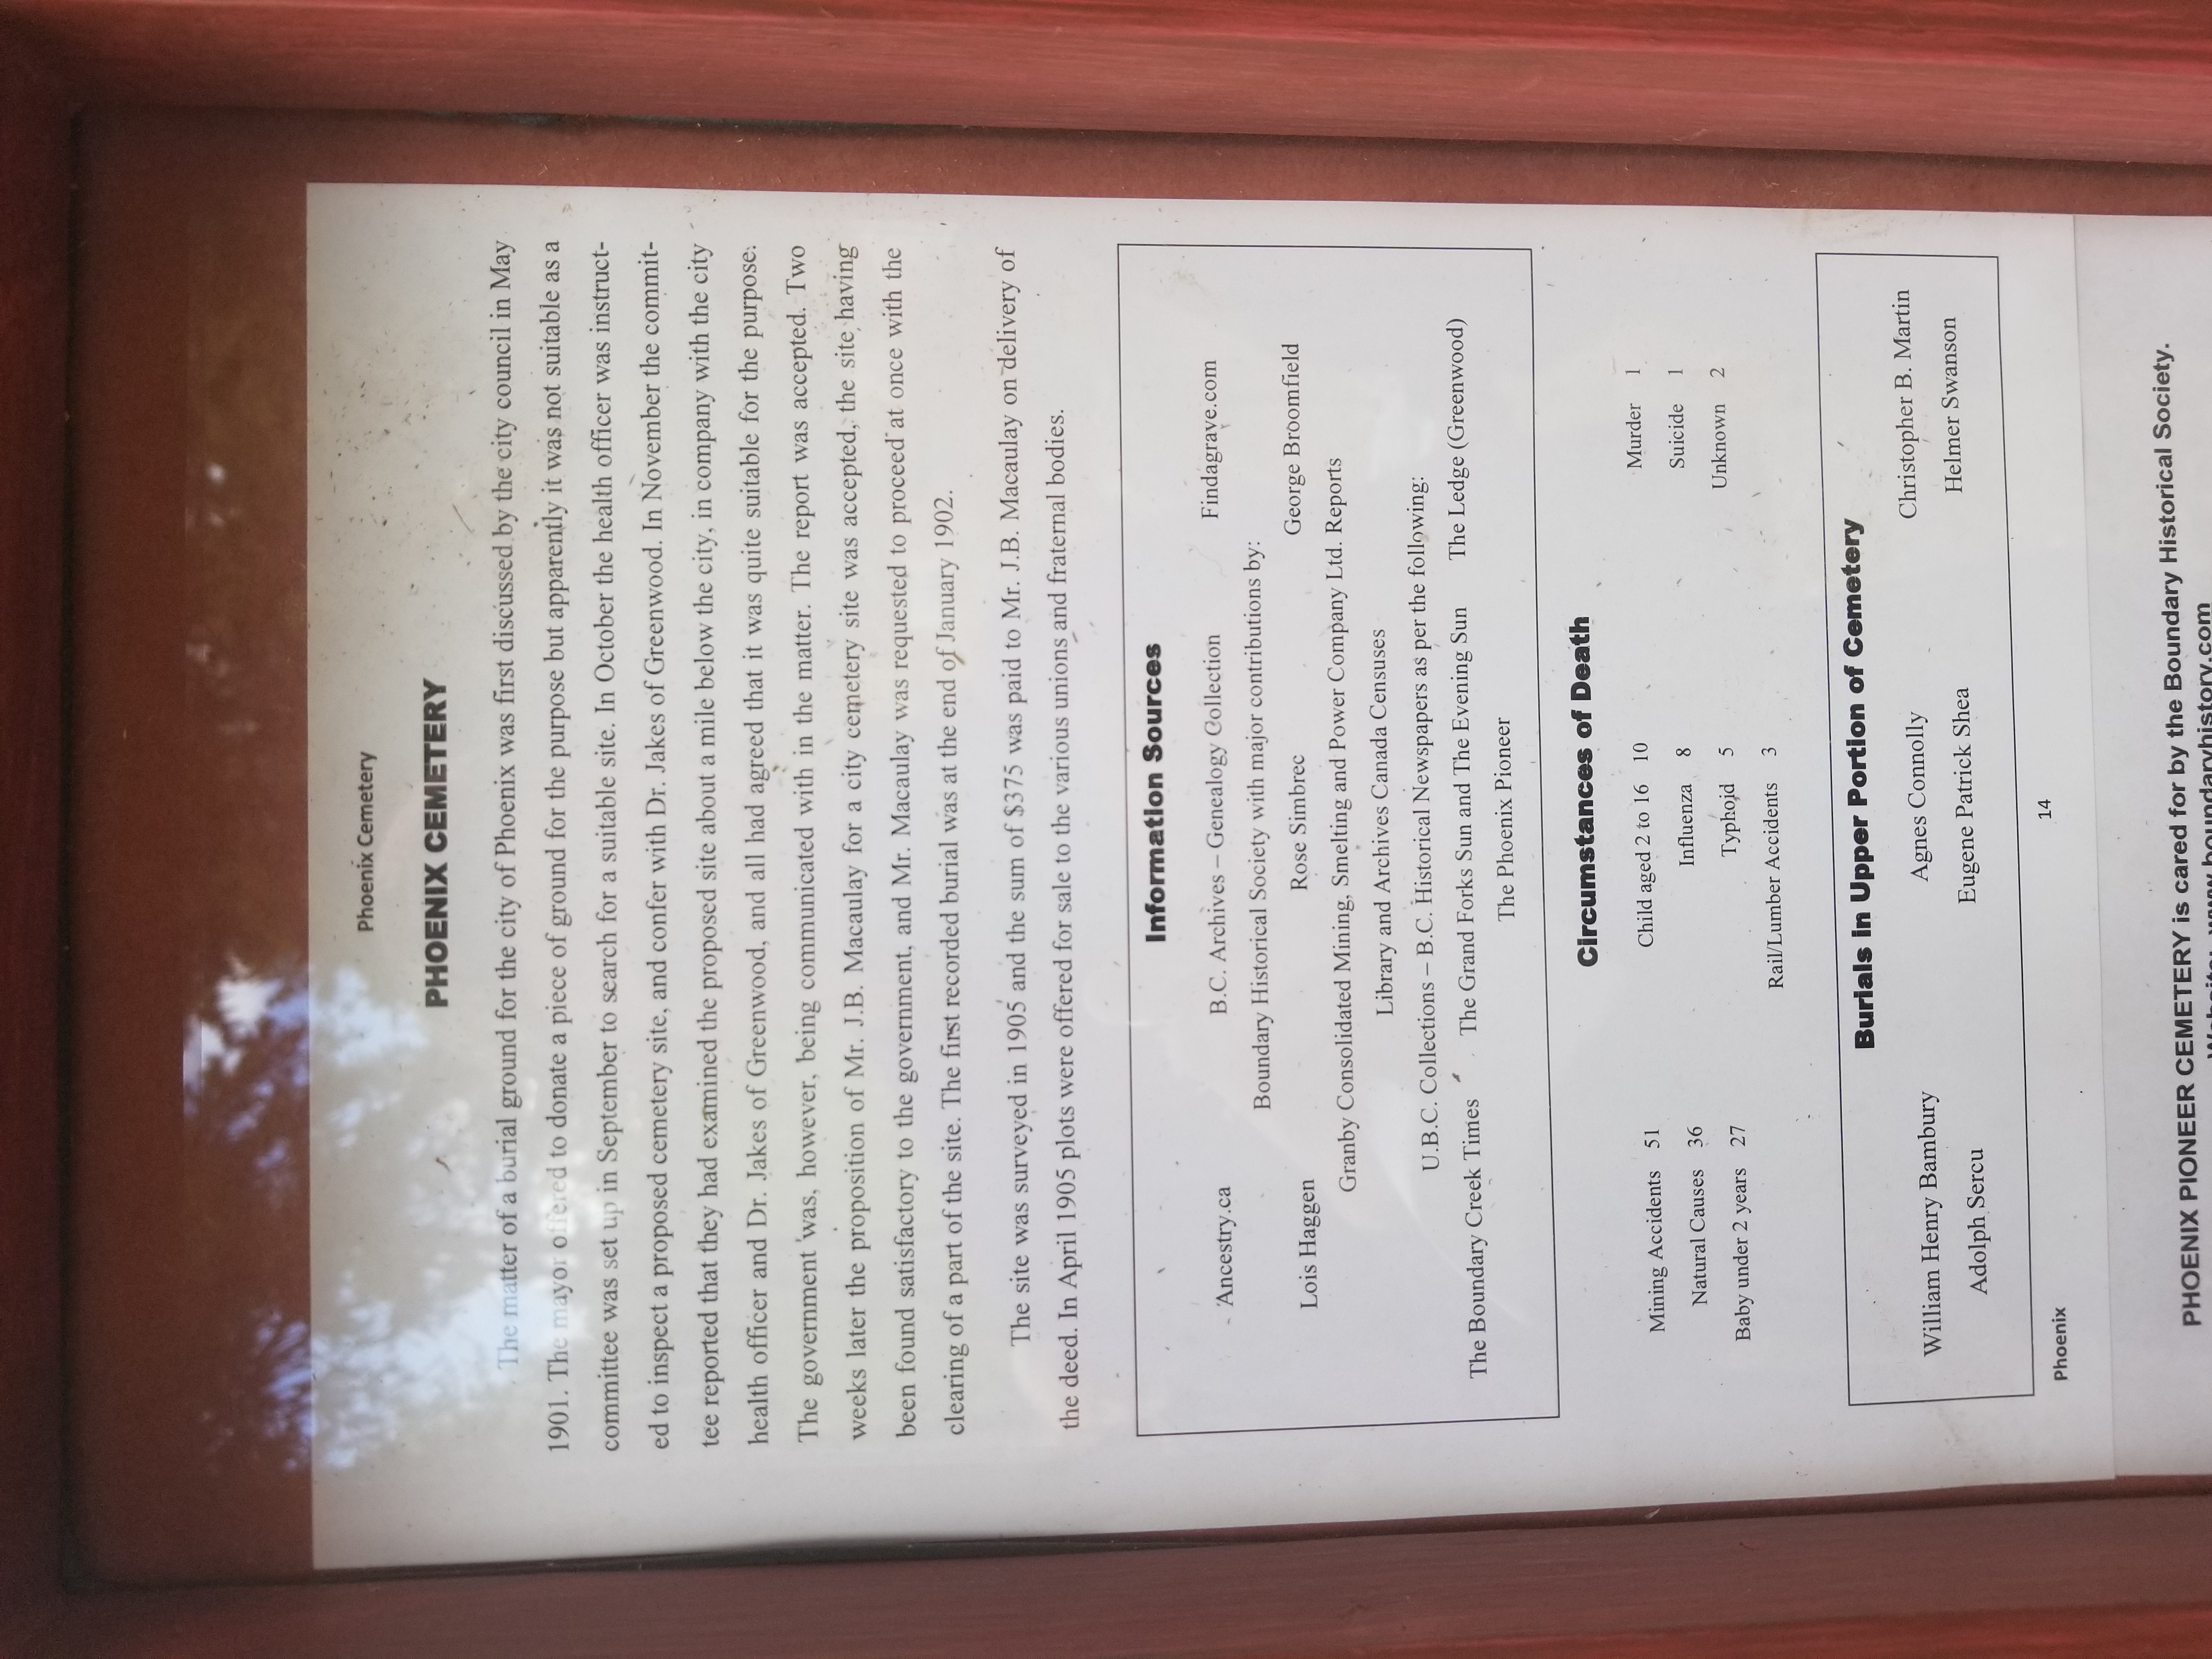 Phoenix Cemetery
PHOENIX CEMETERY
The matter of a burial ground for the city of Phoenix was first discussed by the city council in May
1901. The mayor offered to donate a piece of ground for the purpose but apparently it was not suitable as a
committee was set up in September to search for a suitable site. In October the health officer was instruct-
ed to inspect a proposed cemetery site, and confer with Dr. Jakes of Greenwood. In November the commit-
tee reported that they had examined the proposed site about a mile below the city, in company with the city
health officer and Dr. Jakes of Greenwood, and all had agreed that it was quite suitable for the purpose.
The government was, however, being communicated with in the matter. The report was accepted. Two
weeks later the proposition of Mr. J.B. Macaulay for a city cemetery site was accepted, the site having
been found satisfactory to the government, and Mr. Macaulay was requested to proceed at once with the
clearing of a part of the site. The first recorded burial was at the end of January 1902.
The site was surveyed in 1905 and the sum of $375 was paid to Mr. J.B. Macaulay on delivery of
the deed. In April 1905 plots were offered for sale to the various unions and fraternal bodies.
Information Sources
Ancestry.ca B.C. Archives – Genealogy Collection Findagrave.com
Boundary Historical Society with major contributions by:
Lois Haggen Rose Simbrec George Broomfield
Granby Consolidated Mining, Smelting and Power Company Ltd. Reports
Library and Archives Canada Censuses
U.B.C. Collections – B.C. Historical Newspapers as per the following:
The Boundary Creek Times The Grand Forks Sun and The Evening Sun The Ledge (Greenwood)
The Phoenix Pioneer
Circumstances of Death
Mining Accidents 51 Child aged 2 to 16 10 Murder 1
Natural Causes 36 Influenza 8 Suicide 1
Baby under 2 years 27 Typhoid 5 Unknown 2
Rail/Lumber Accidents 3
Burials in Upper Portion of Cemetery
William Henry Bambury Agnes Connolly Christopher B. Martin
Adolph Sercu Eugene Patrick Shea Helmer Swanson
Phoenix 14
PHOENIX PIONEER CEMETERY is cared for by the Boundary Historical Society.
Website: www.boundaryhistory.com